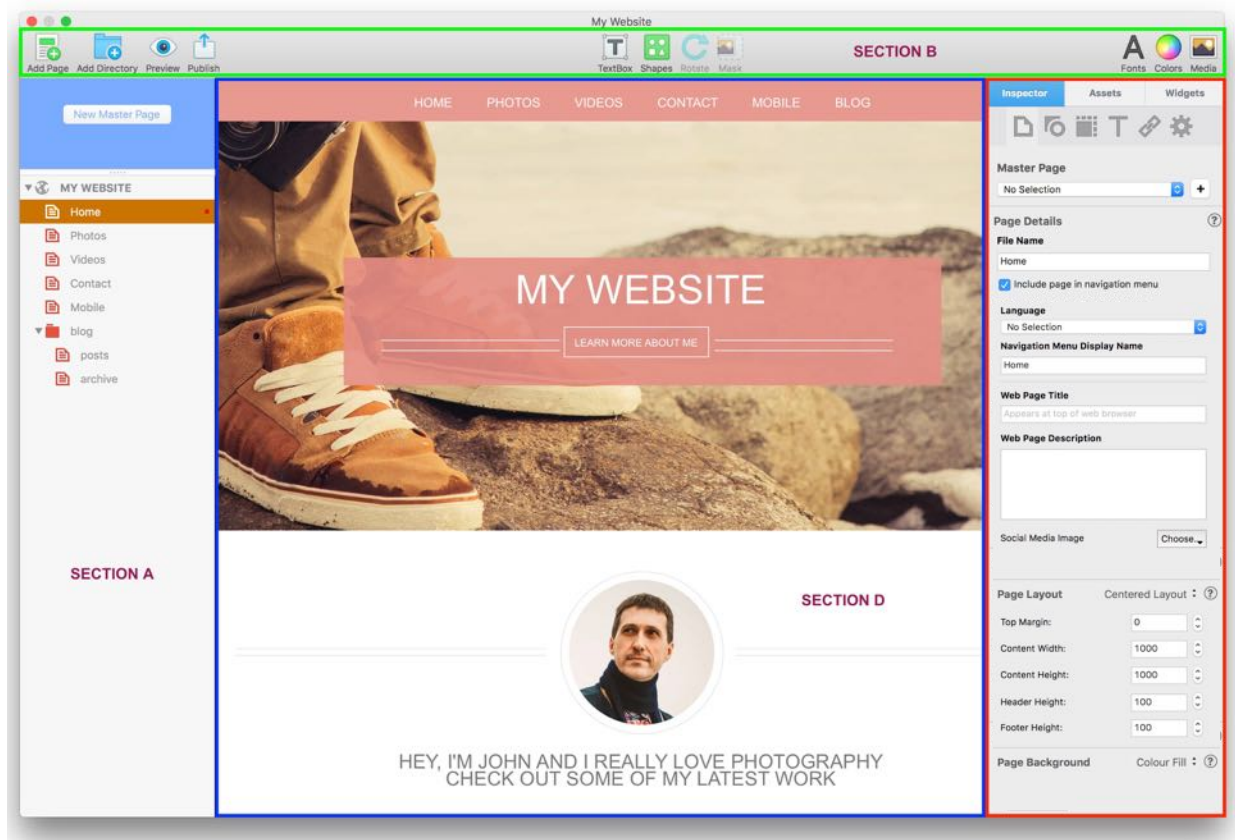 My Website
Add Page Add Directory Preview Publish
TextBox Shapes Rotate Mask
SECTION B
Fonts Colors Media
New Master Page
MY WEBSITE
Home
Photos
Videos
Contact
Mobile
blog
posts
archive
SECTION A
HOME PHOTOS VIDEOS CONTACT MOBILE BLOG
MY WEBSITE
LEARN MORE ABOUT ME
SECTION D
HEY, I'M JOHN AND I REALLY LOVE PHOTOGRAPHY
CHECK OUT SOME OF MY LATEST WORK
Inspector Assets Widgets
Master Page
No Selection
Page Details
File Name
Home
Include page in navigation menu
Language
No Selection
Navigation Menu Display Name
Home
Web Page Title
Appears at top of web browser
Web Page Description
Social Media Image Choose...
Page Layout Centered Layout
Top Margin: 0
Content Width: 1000
Content Height: 1000
Header Height: 100
Footer Height: 100
Page Background Colour Fill